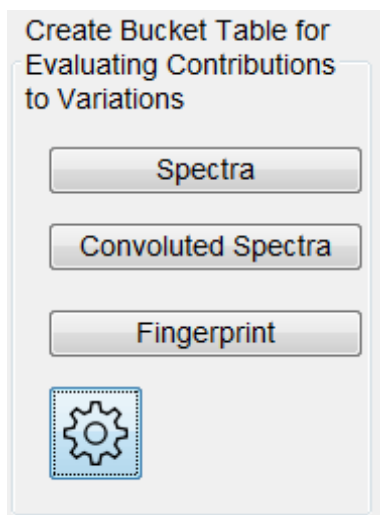 Create Bucket Table for
Evaluating Contributions
to Variations
Spectra
Convoluted Spectra
Fingerprint